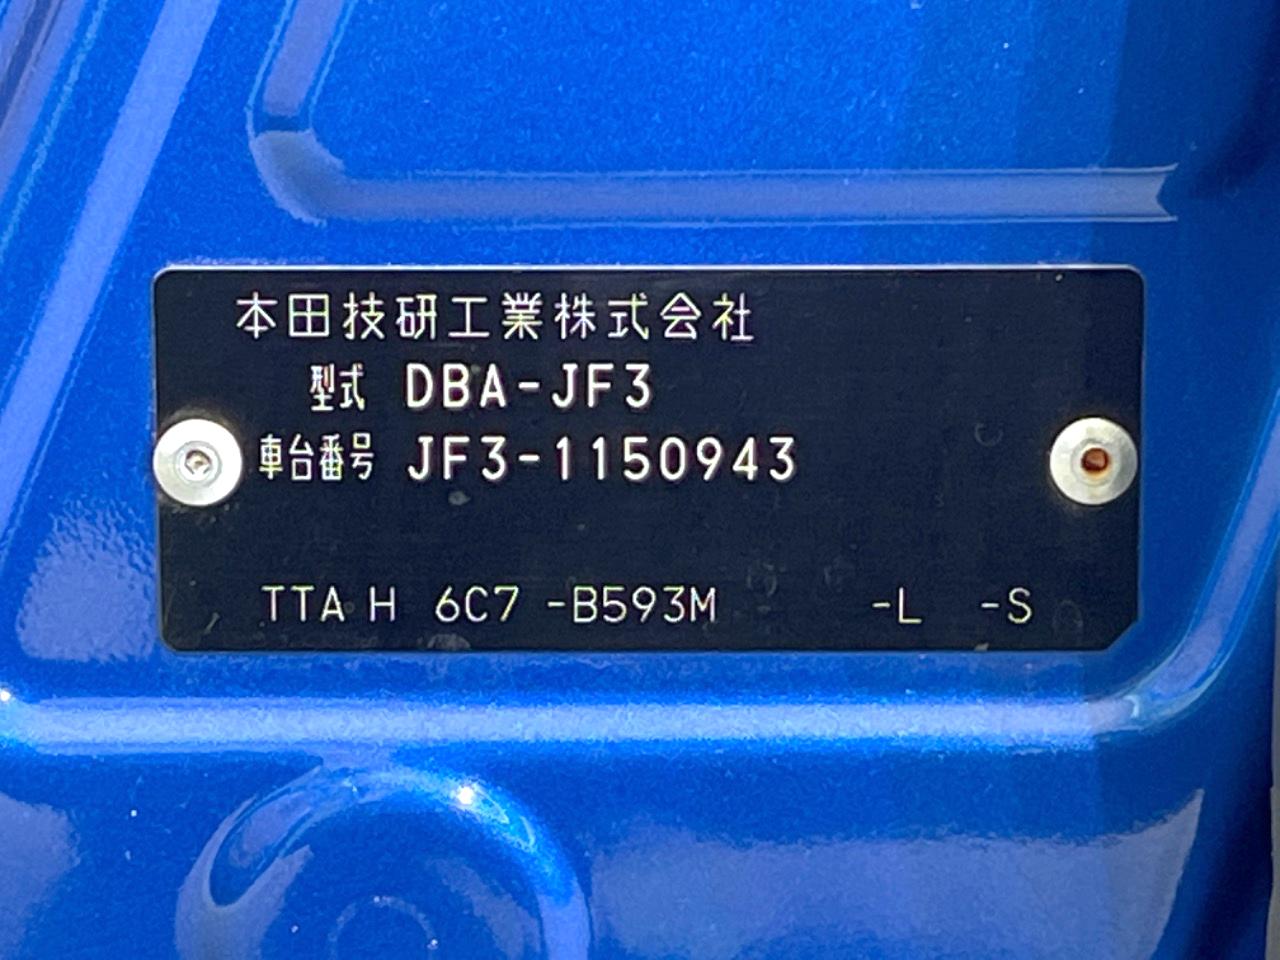 本田技研工業株式会社
型式 DBA-JF3
車台番号 JF3-1150943
TTA H 6C7 -B593M -L -S